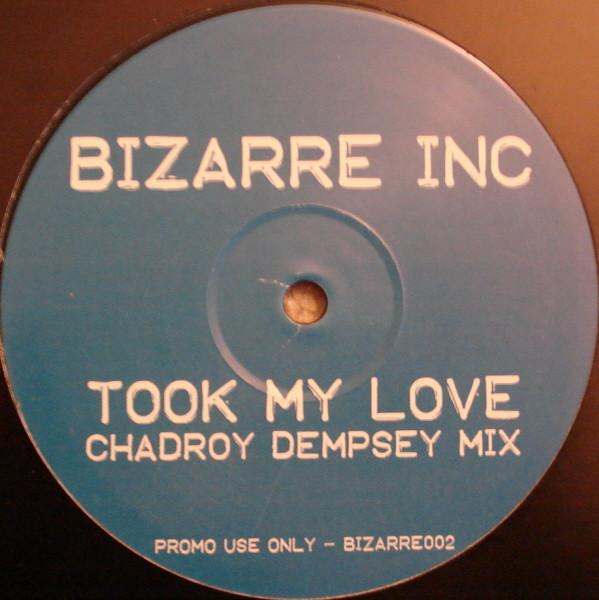 BIZARRE INC
TOOK MY LOVE
CHADROY DEMPSEY MIX
PROMO USE ONLY - BIZARRE002